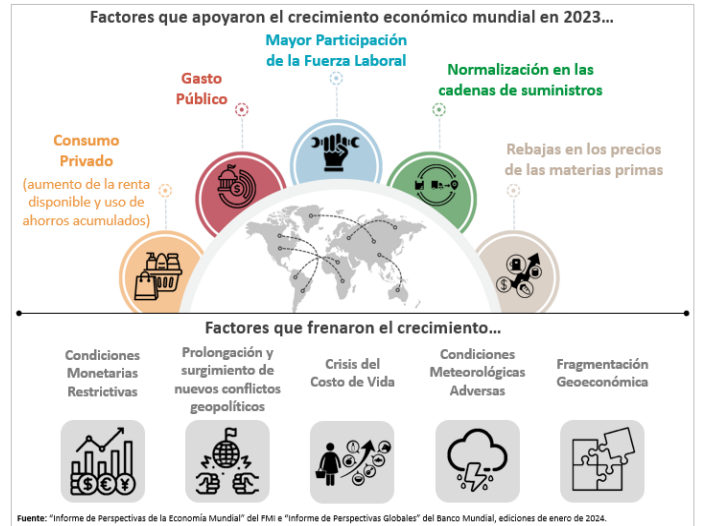 Factores que apoyaron el crecimiento económico mundial en 2023…
Mayor Participación
de la Fuerza Laboral
Gasto
Público
Normalización en las
cadenas de suministros
Consumo
Privado
(aumento de la renta
disponible y uso de
ahorros acumulados)
Rebajas en los precios
de las materias primas
Factores que frenaron el crecimiento…
Condiciones
Monetarias
Restrictivas
Prolongación y
surgimiento de
nuevos conflictos
geopolíticos
Crisis del
Costo de Vida
Condiciones
Meteorológicas
Adversas
Fragmentación
Geoeconómica
Fuente: "Informe de Perspectivas de la Economía Mundial" del FMI e "Informe de Perspectivas Globales" del Banco Mundial, ediciones de enero de 2024.